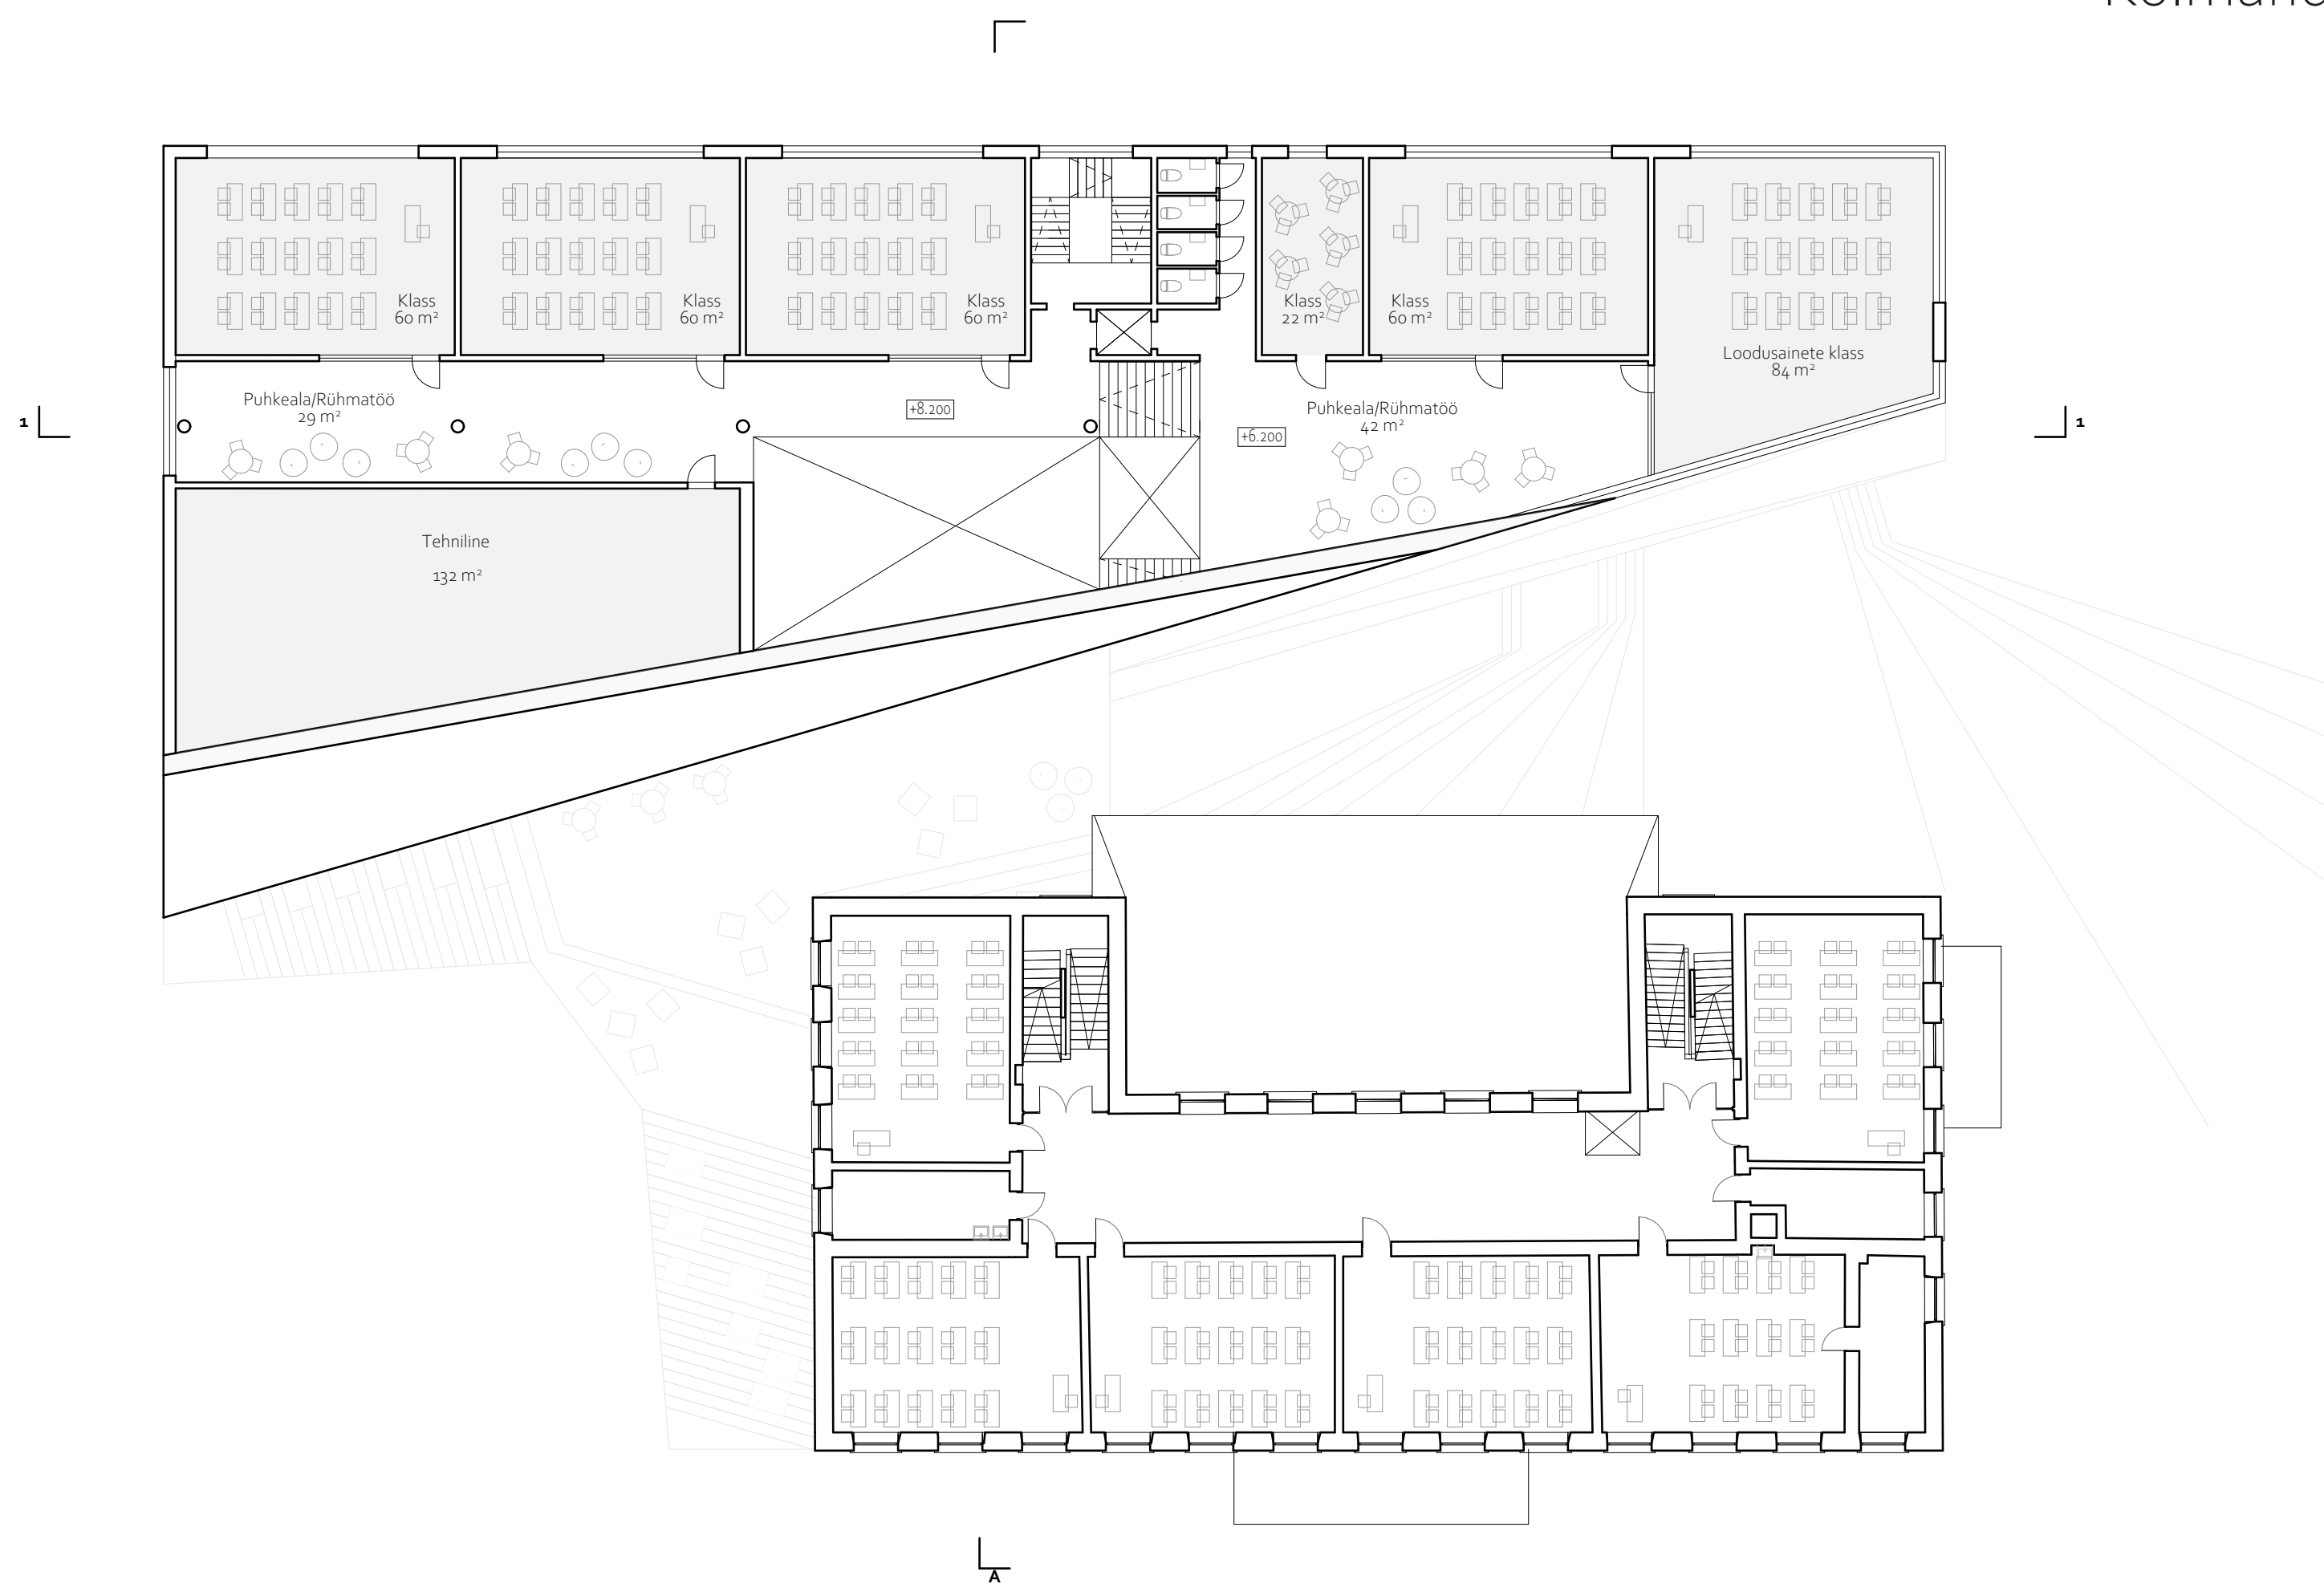 Klass
60 m²
Klass
60 m²
Klass
60 m²
Klass
22 m²
Klass
60 m²
Loodusainete klass
84 m²
Puhkeala/Rühmatöö
29 m²
+8.200
Puhkeala/Rühmatöö
42 m²
+6.200
1
1
Tehniline
132 m²
A